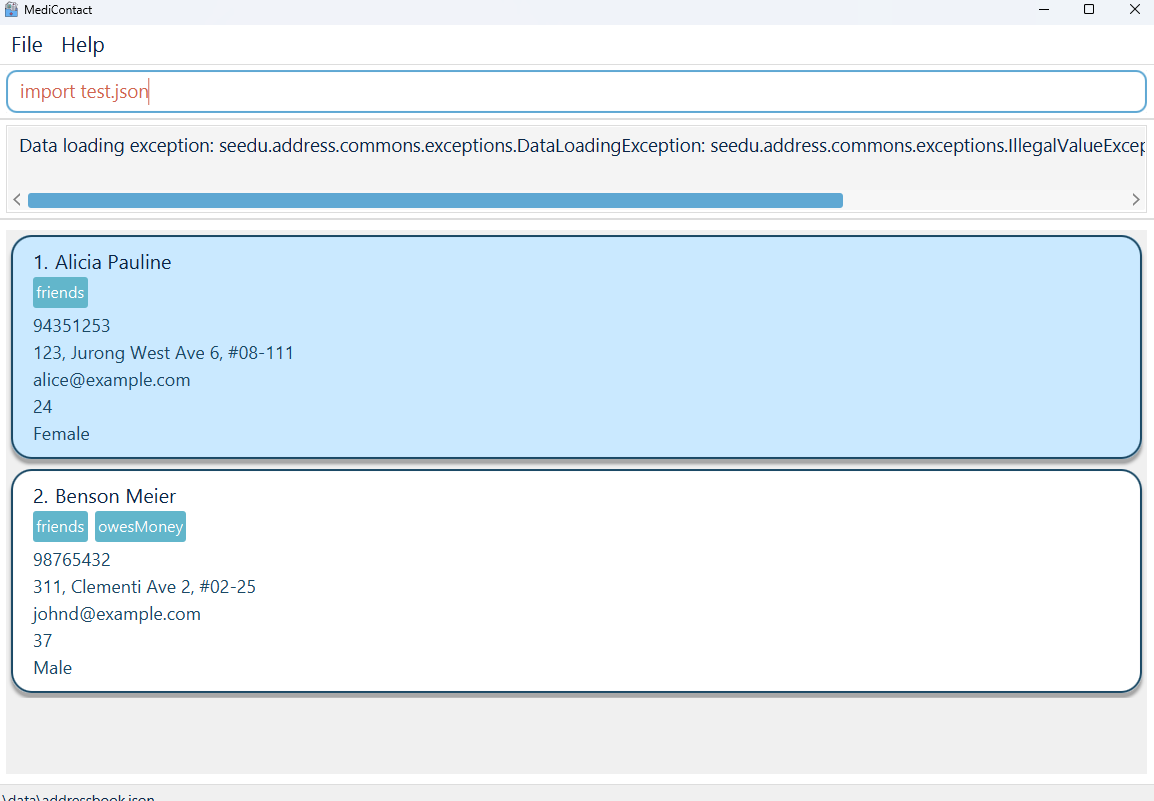 MediContact
File Help
import test.json
Data loading exception: seedu.address.commons.exceptions.DataLoadingException: seedu.address.commons.exceptions.IllegalValueExcep
1. Alicia Pauline
friends
94351253
123, Jurong West Ave 6, #08-111
alice@example.com
24
Female
2. Benson Meier
friends owesMoney
98765432
311, Clementi Ave 2, #02-25
johnd@example.com
37
Male
\data\addressbook.json